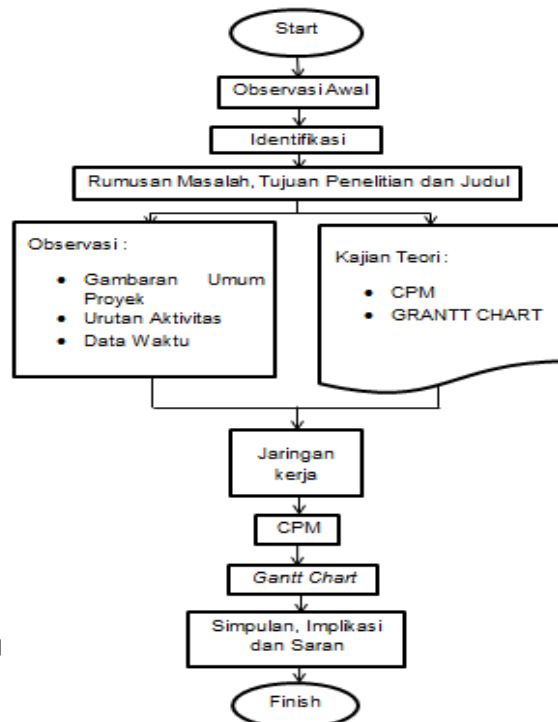 Start
Observasi Awal
Identifikasi
Rumusan Masalah, Tujuan Penelitian dan Judul
Observasi :
• Gambaran Umum
Proyek
• Urutan Aktivitas
• Data Waktu
Kajian Teori :
• CPM
• GRANTT CHART
Jaringan
kerja
CPM
Gantt Chart
Simpulan, Implikasi
dan Saran
Finish